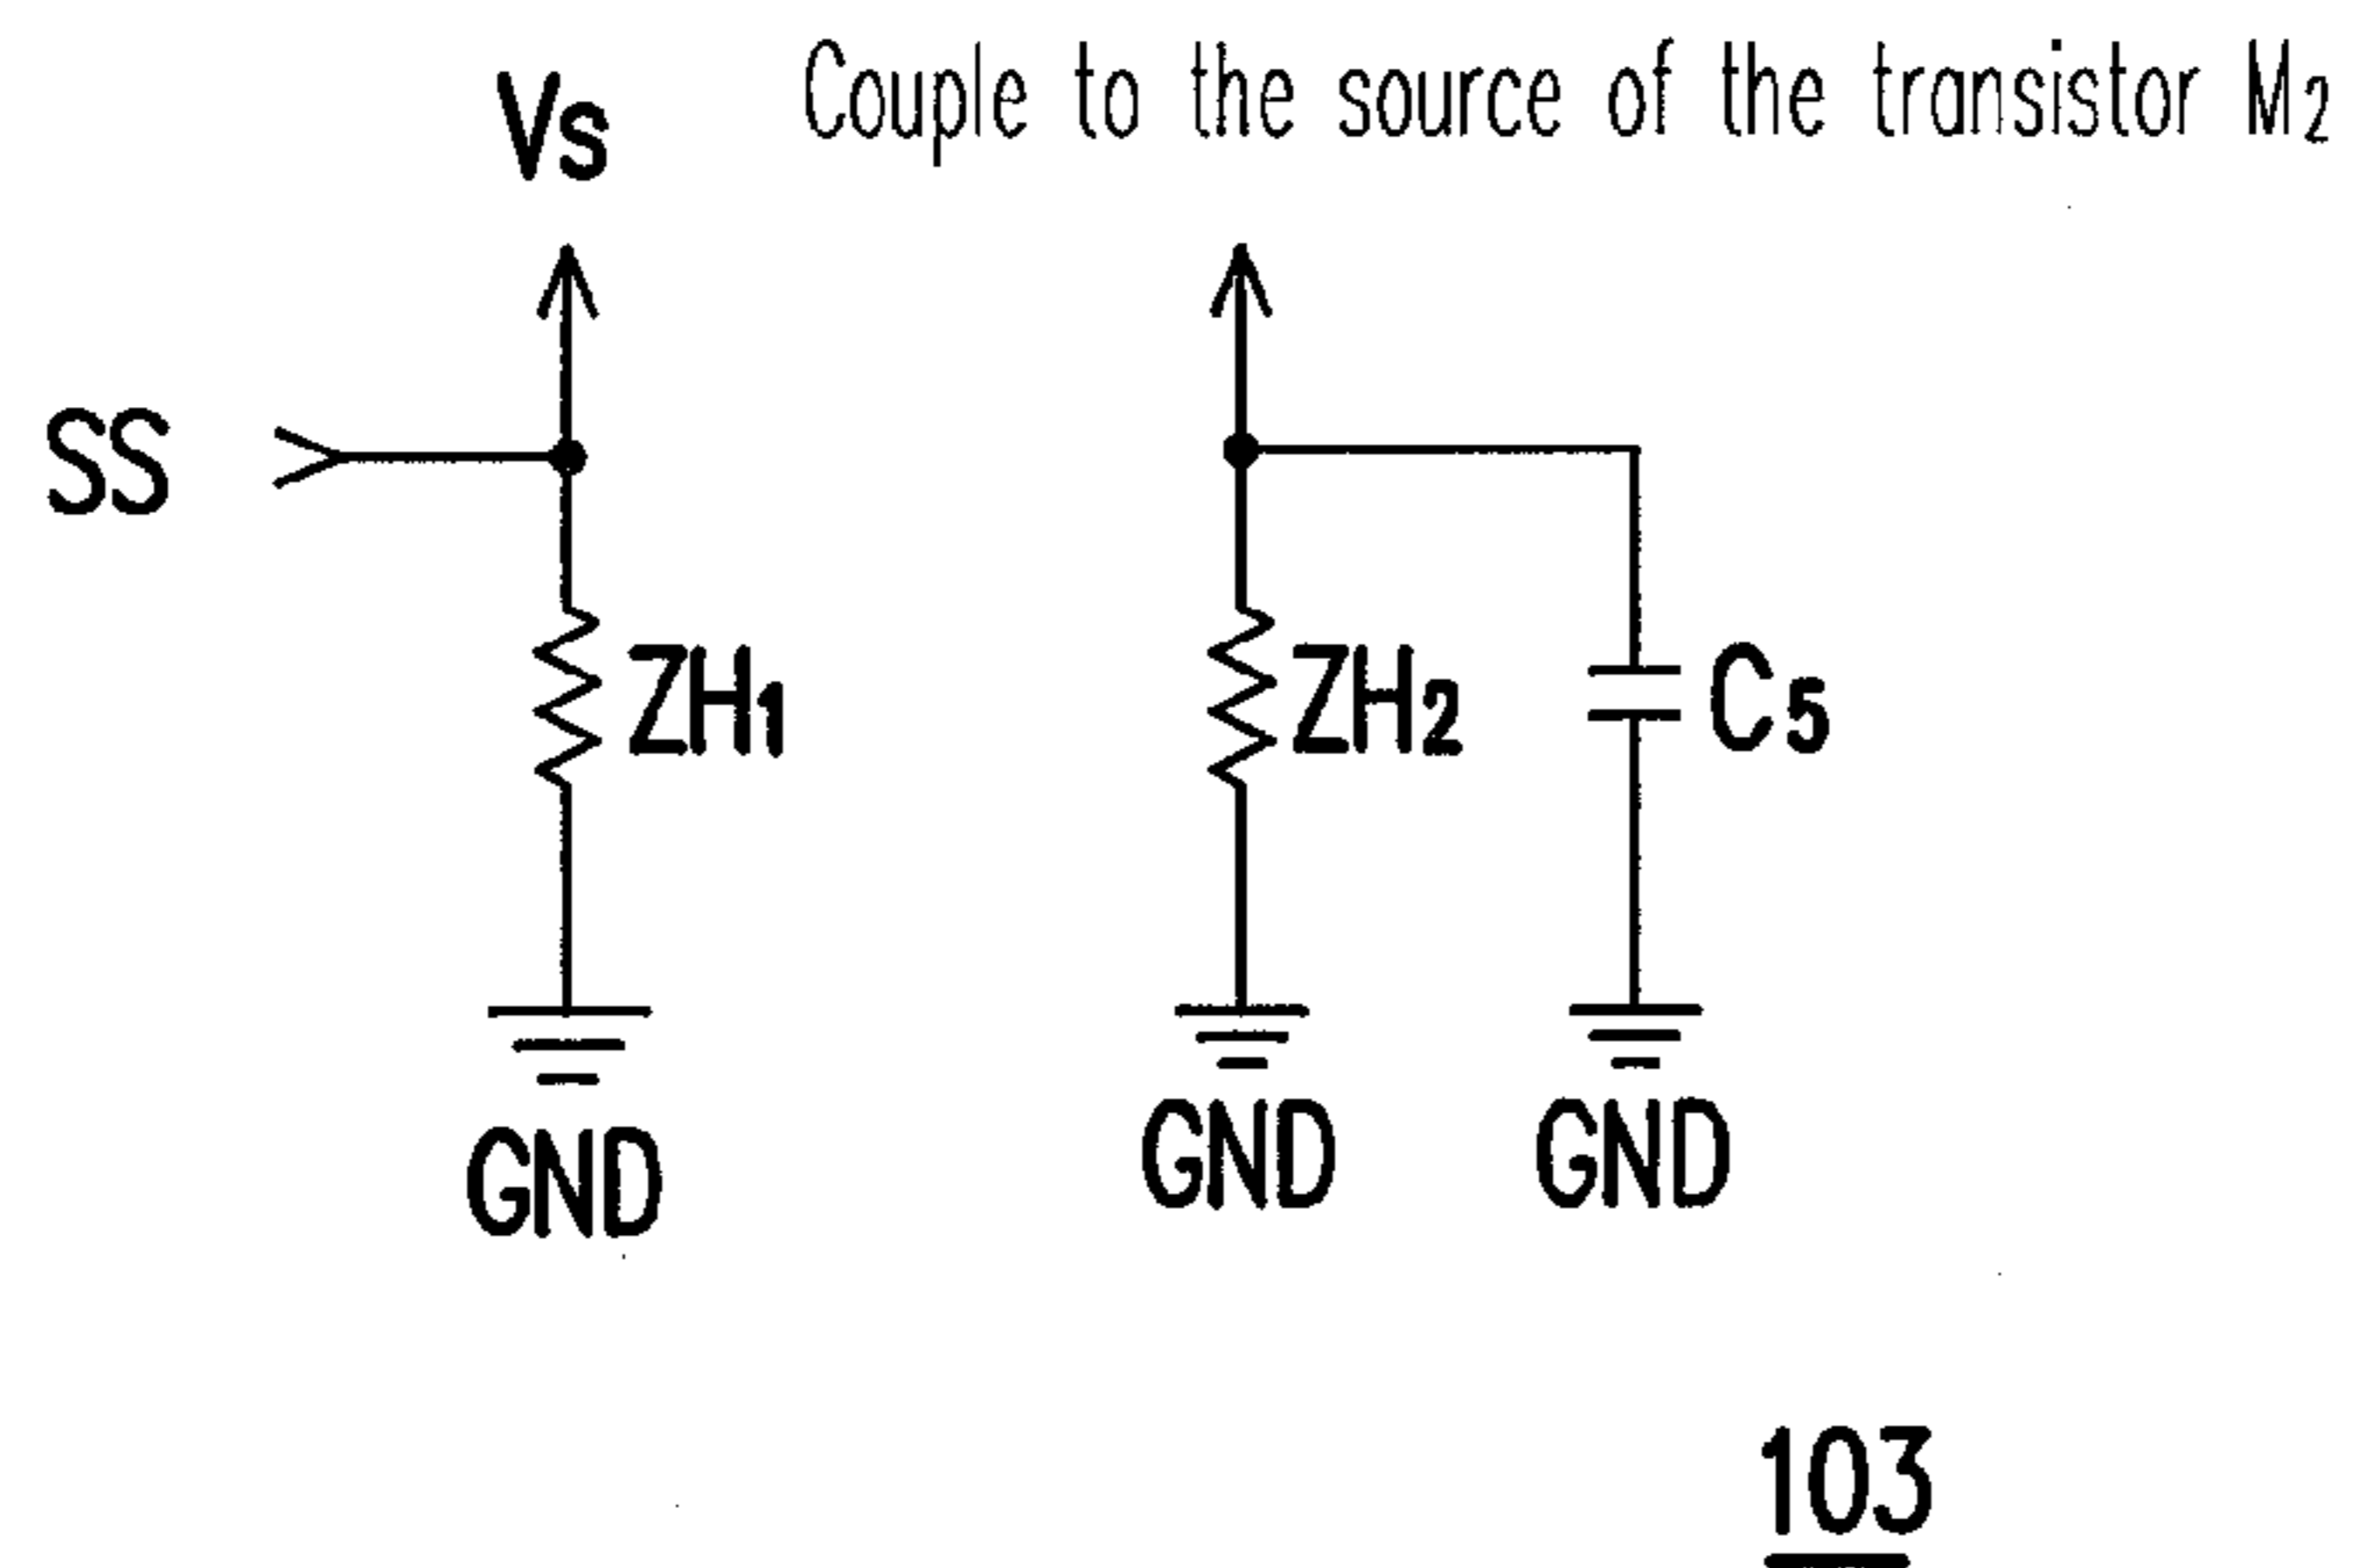 Couple to the source of the transistor M2
Vs
SS
ZH1
ZH2
C5
GND
GND
GND
103